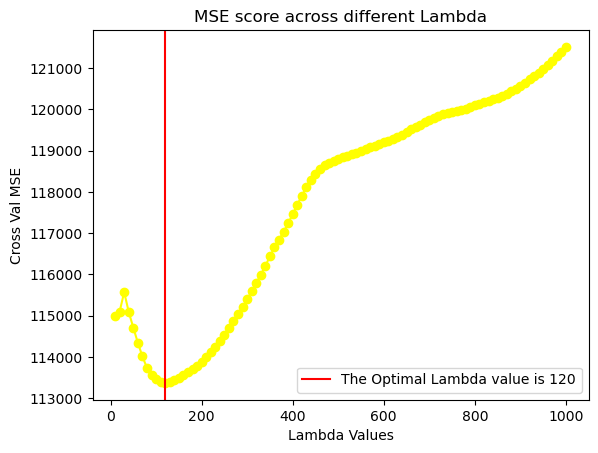 MSE score across different Lambda
121000
120000
119000
118000
117000
116000
115000
114000
113000
Cross Val MSE
The Optimal Lambda value is 120
0 200 400 600 800 1000
Lambda Values